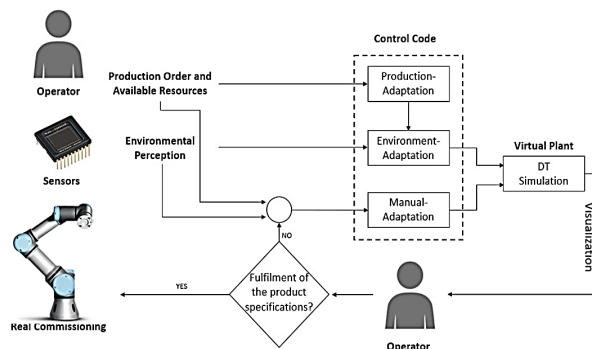 Control Code
Operator
Production Order and
Available Resources
Production-
Adaptation
Environmental
Perception
Environment-
Adaptation
Virtual Plant
DT
Simulation
Sensors
Manual-
Adaptation
Visualization
NO
Fulfilment of
the product
specifications?
YES
Real Commissioning
Operator